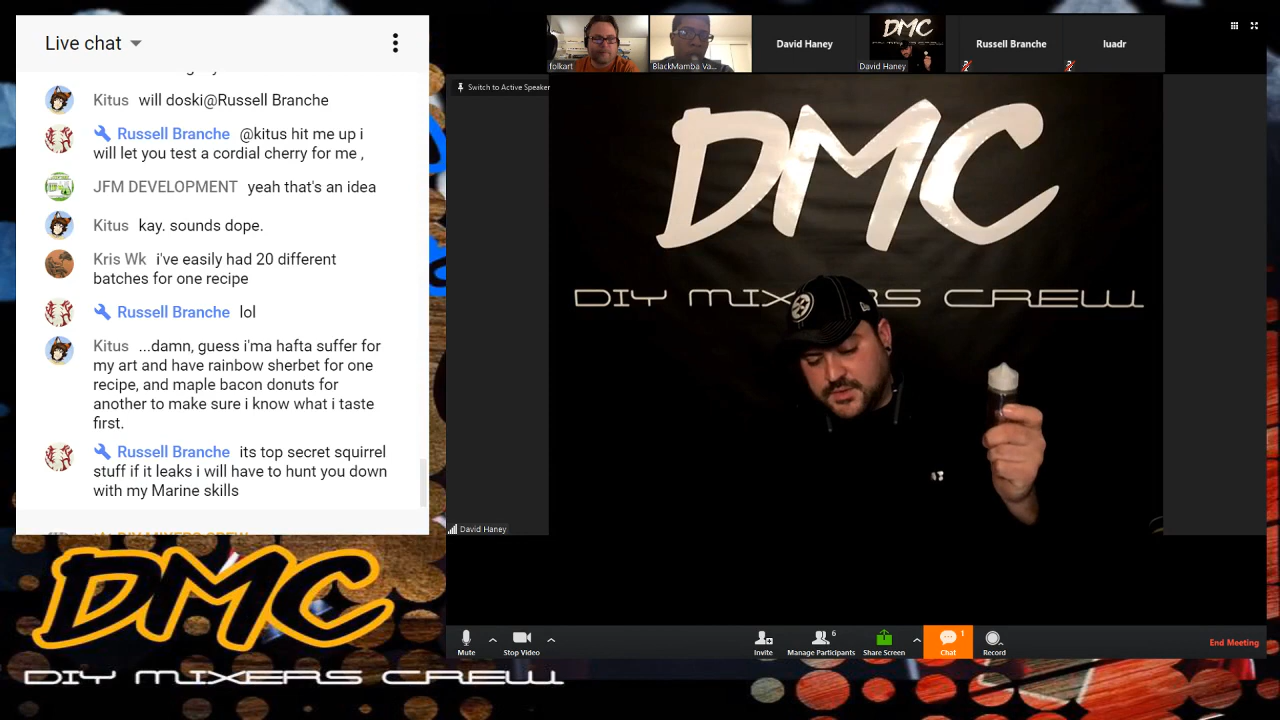 Live chat
Kitus will doski@Russell Branche
Russell Branche @kitus hit me up i
will let you test a cordial cherry for me ,
JFM DEVELOPMENT yeah that's an idea
Kitus kay. sounds dope.
Kris Wk i've easily had 20 different
batches for one recipe
Russell Branche lol
Kitus ...damn, guess i'ma hafta suffer for
my art and have rainbow sherbet for one
recipe, and maple bacon donuts for
another to make sure i know what i taste
first.
Russell Branche its top secret squirrel
stuff if it leaks i will have to hunt you down
with my Marine skills
DMC
DIY MIXERS CREW
folkart
BlackMamba Va...
David Haney
DMC
David Haney
Russell Branche
luadr
Switch to Active Speaker
DMC
DIY MIXERS CREW
David Haney
Mute
Stop Video
Invite
6
Manage Participants
Share Screen
1
Chat
Record
End Meeting